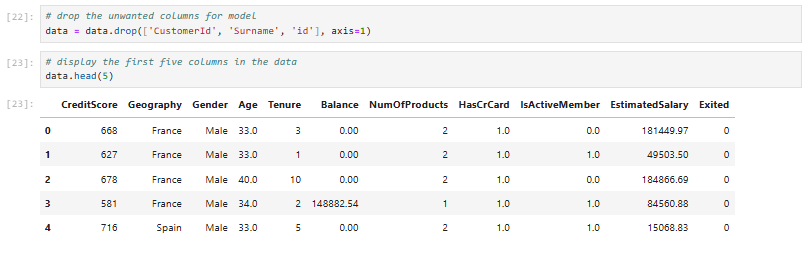 [22]: # drop the unwanted columns for model
data = data.drop(['CustomerId', 'Surname', 'id'], axis=1)
[23]: # display the first five columns in the data
data.head(5)
[23]: CreditScore Geography Gender Age Tenure Balance NumOfProducts HasCrCard IsActiveMember EstimatedSalary Exited
0 668 France Male 33.0 3 0.00 2 1.0 0.0 181449.97 0
1 627 France Male 33.0 1 0.00 2 1.0 1.0 49503.50 0
2 678 France Male 40.0 10 0.00 2 1.0 0.0 184866.69 0
3 581 France Male 34.0 2 148882.54 1 1.0 1.0 84560.88 0
4 716 Spain Male 33.0 5 0.00 2 1.0 1.0 15068.83 0